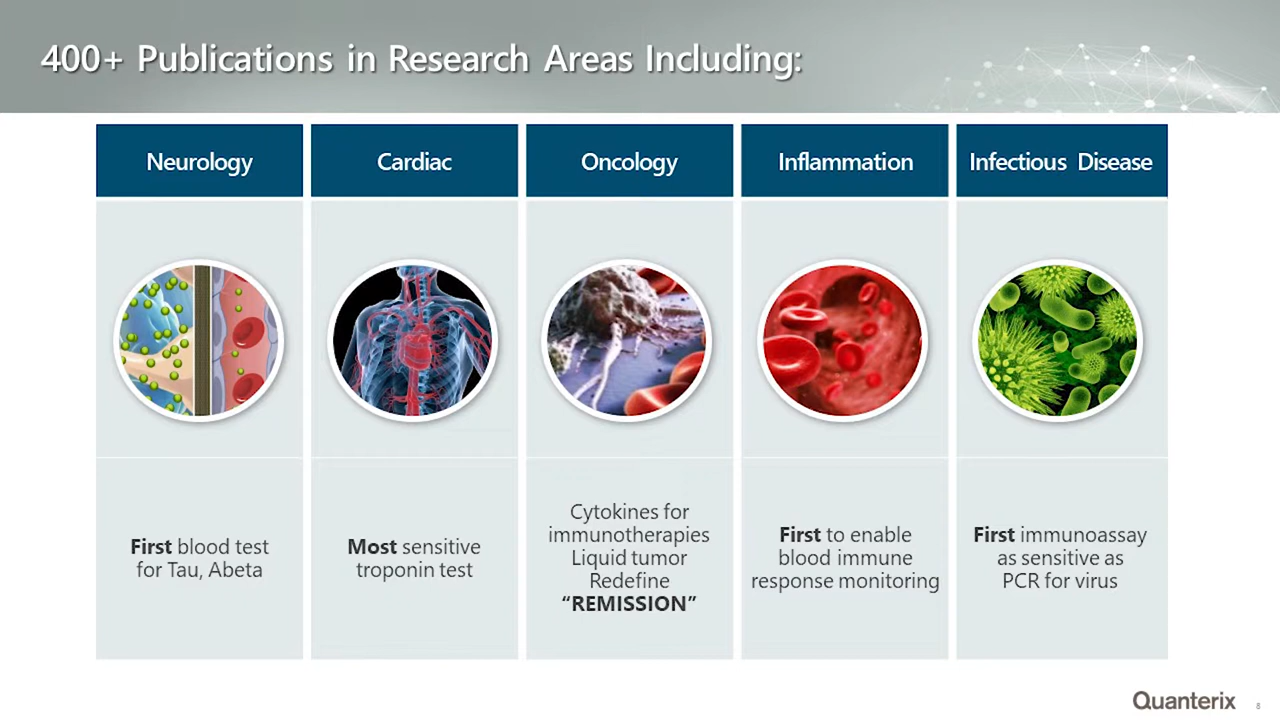 400+ Publications in Research Areas Including:
Neurology
Cardiac
Oncology
Inflammation
Infectious Disease
First blood test
for Tau, Abeta
Most sensitive
troponin test
Cytokines for
immunotherapies
Liquid tumor
Redefine
“REMISSION”
First to enable
blood immune
response monitoring
First immunoassay
as sensitive as
PCR for virus
Quanterix
8